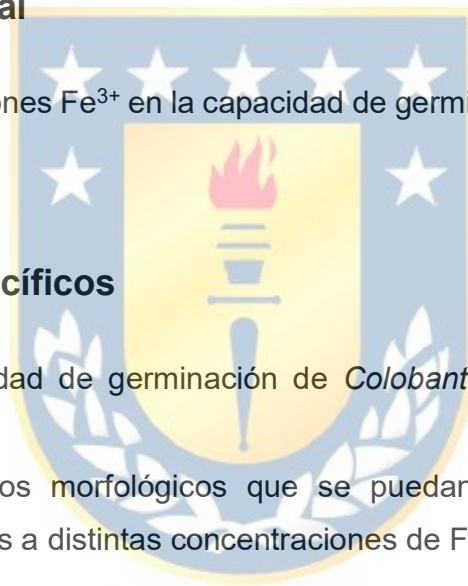 al
ones Fe³⁺ en la capacidad de germi
cíficos
dad de germinación de Colobant
os morfológicos que se puedan
s a distintas concentraciones de F